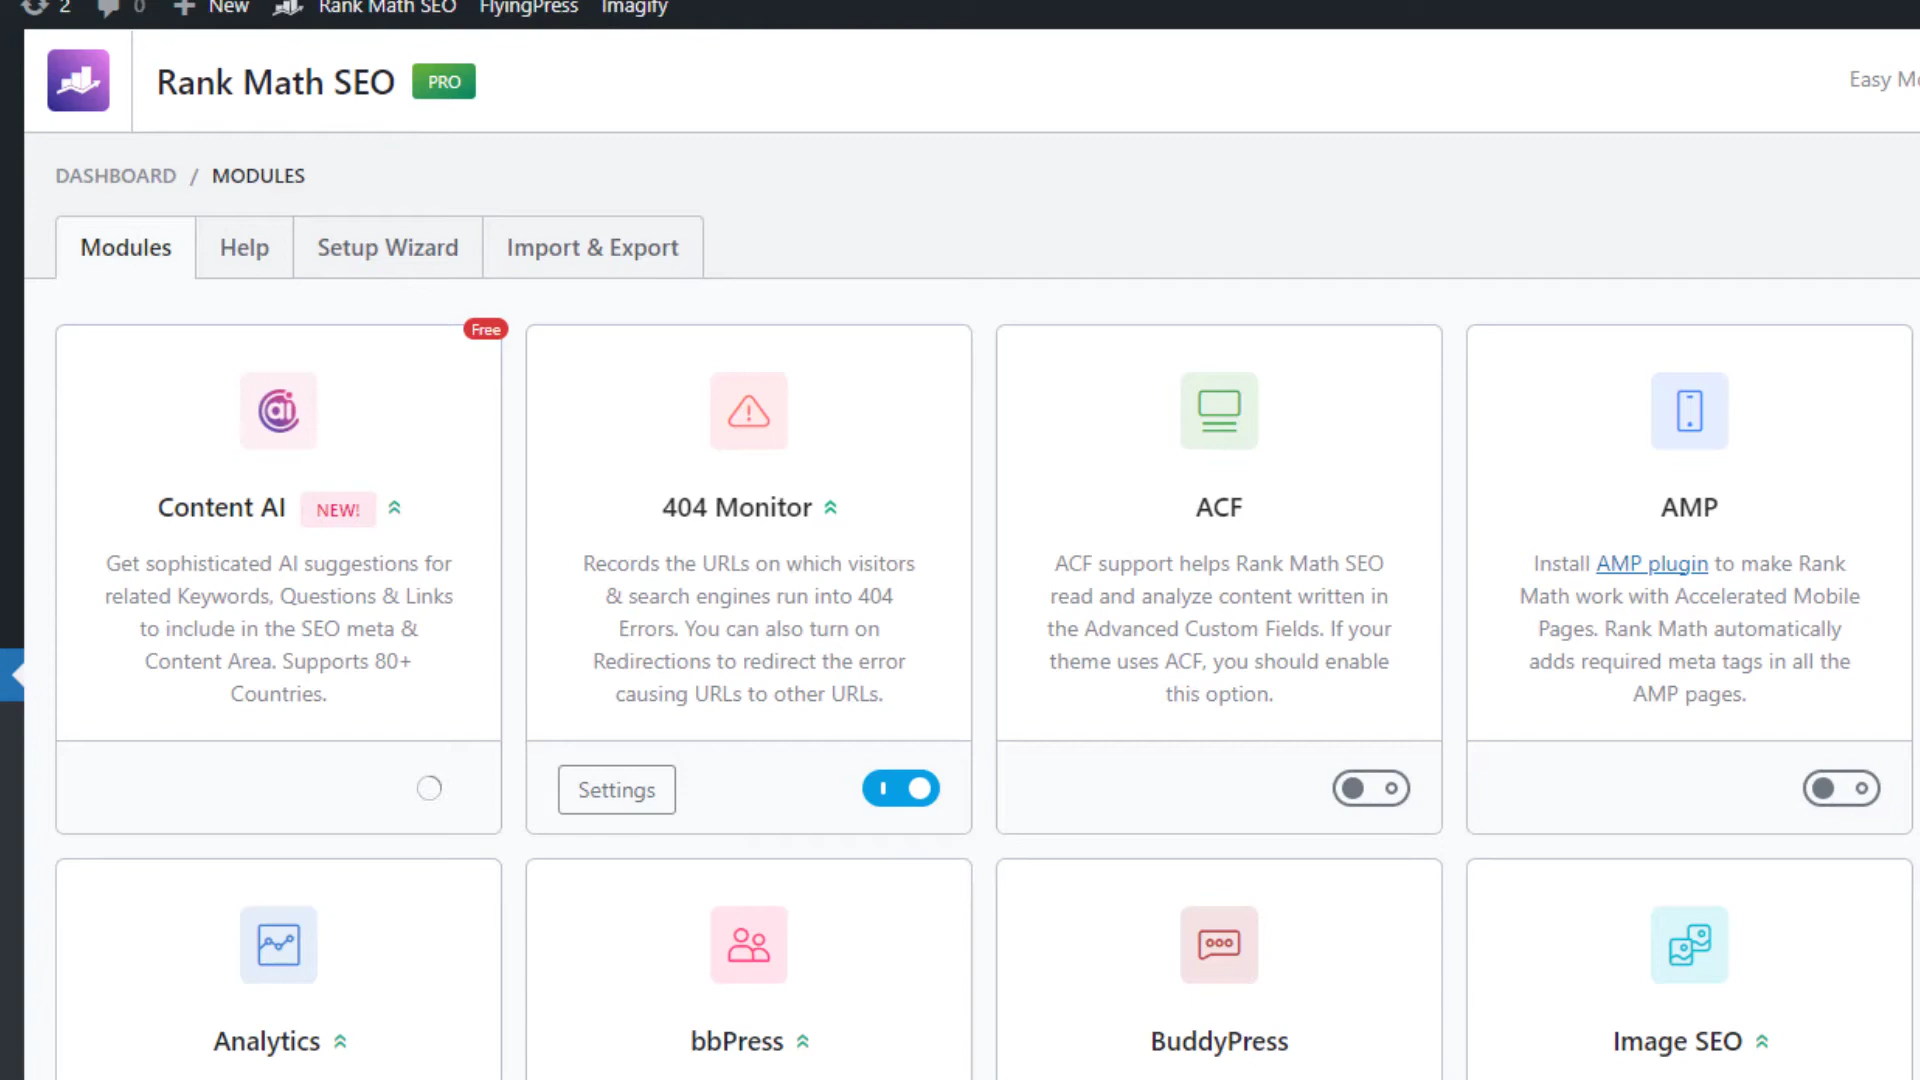 2 0 New Rank Math SEO FlyingPress Imagify
Rank Math SEO PRO
Easy Mo
DASHBOARD / MODULES
Modules Help Setup Wizard Import & Export
Free
Content AI NEW!
Get sophisticated AI suggestions for
related Keywords, Questions & Links
to include in the SEO meta &
Content Area. Supports 80+
Countries.
404 Monitor
Records the URLs on which visitors
& search engines run into 404
Errors. You can also turn on
Redirections to redirect the error
causing URLs to other URLs.
Settings
ACF
ACF support helps Rank Math SEO
read and analyze content written in
the Advanced Custom Fields. If your
theme uses ACF, you should enable
this option.
AMP
Install AMP plugin to make Rank
Math work with Accelerated Mobile
Pages. Rank Math automatically
adds required meta tags in all the
AMP pages.
Analytics
bbPress
BuddyPress
Image SEO